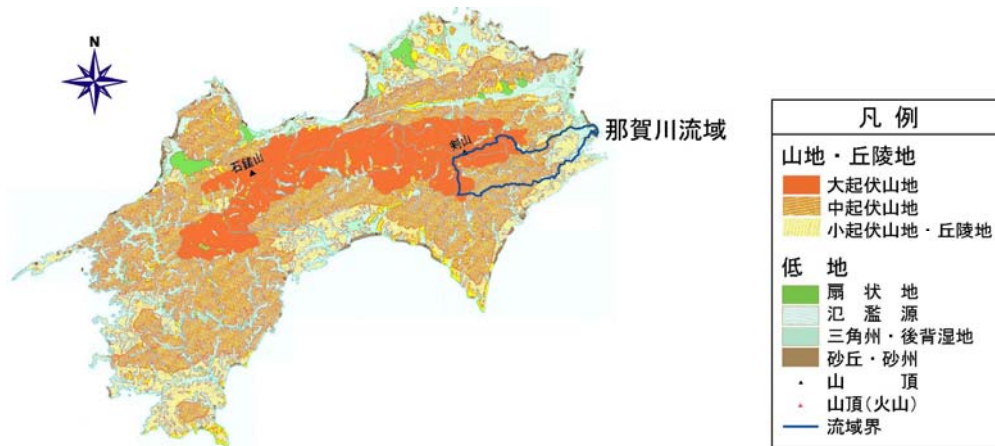 N
石鎚山
剣山
那賀川流域
凡 例
山地・丘陵地
大起伏山地
中起伏山地
小起伏山地・丘陵地
低 地
扇 状 地
氾 濫 源
三角州・後背湿地
砂丘・砂州
山 頂
山頂(火山)
流域界